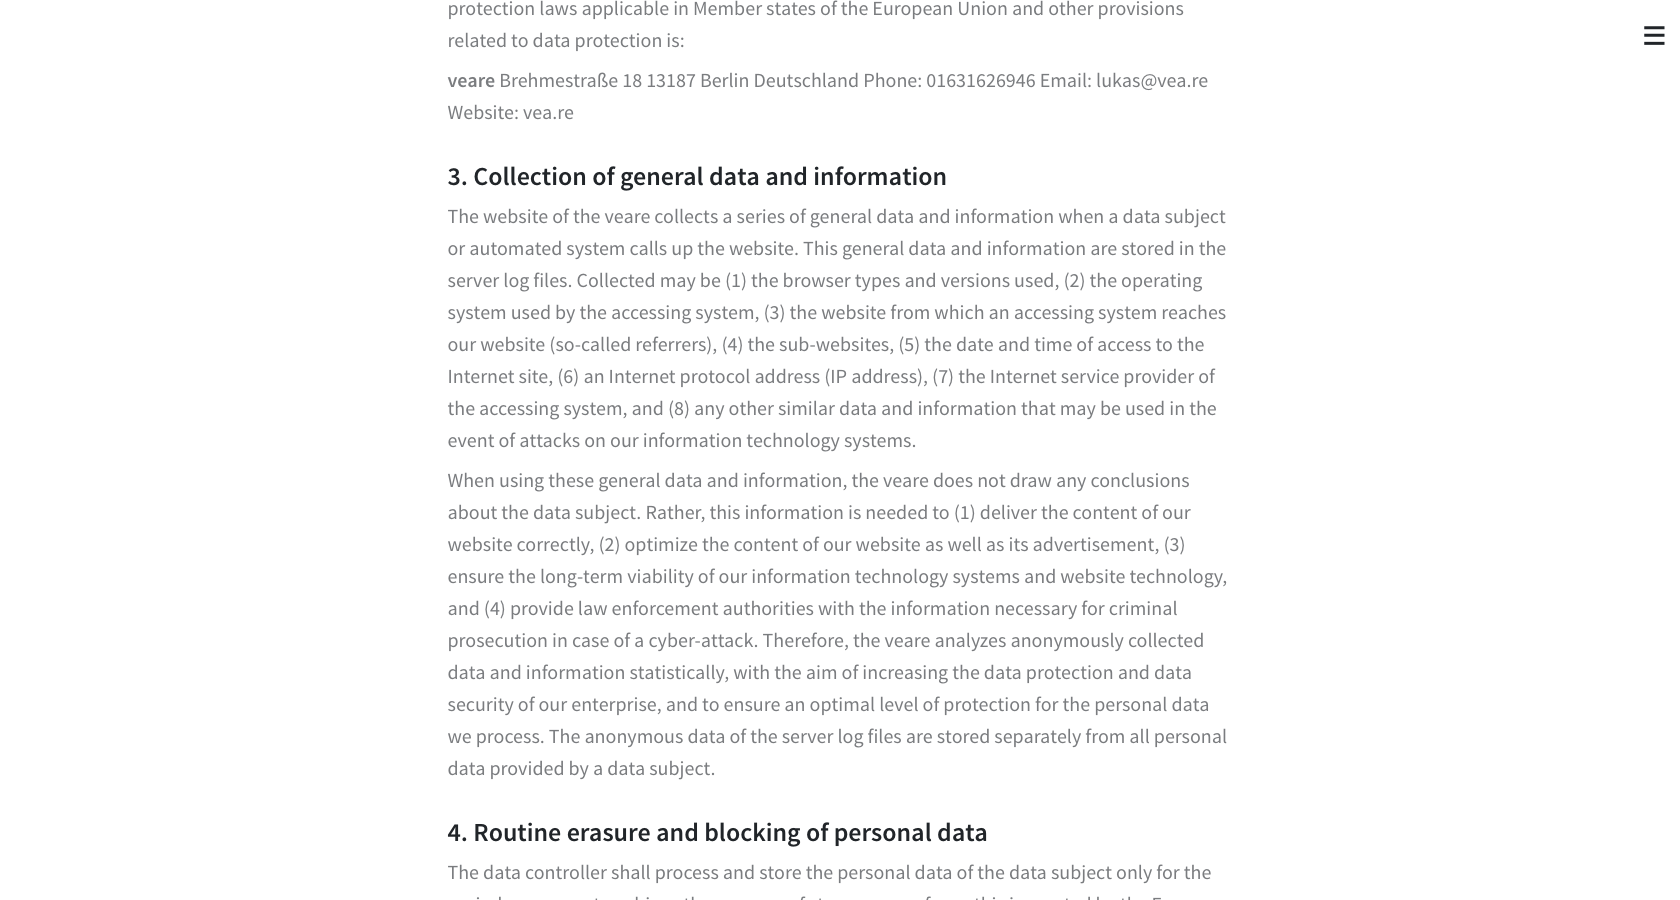 protection laws applicable in Member states of the European Union and other provisions
related to data protection is:
veare Brehmestraße 18 13187 Berlin Deutschland Phone: 01631626946 Email: lukas@vea.re
Website: vea.re
3. Collection of general data and information
The website of the veare collects a series of general data and information when a data subject
or automated system calls up the website. This general data and information are stored in the
server log files. Collected may be (1) the browser types and versions used, (2) the operating
system used by the accessing system, (3) the website from which an accessing system reaches
our website (so-called referrers), (4) the sub-websites, (5) the date and time of access to the
Internet site, (6) an Internet protocol address (IP address), (7) the Internet service provider of
the accessing system, and (8) any other similar data and information that may be used in the
event of attacks on our information technology systems.
When using these general data and information, the veare does not draw any conclusions
about the data subject. Rather, this information is needed to (1) deliver the content of our
website correctly, (2) optimize the content of our website as well as its advertisement, (3)
ensure the long-term viability of our information technology systems and website technology,
and (4) provide law enforcement authorities with the information necessary for criminal
prosecution in case of a cyber-attack. Therefore, the veare analyzes anonymously collected
data and information statistically, with the aim of increasing the data protection and data
security of our enterprise, and to ensure an optimal level of protection for the personal data
we process. The anonymous data of the server log files are stored separately from all personal
data provided by a data subject.
4. Routine erasure and blocking of personal data
The data controller shall process and store the personal data of the data subject only for the